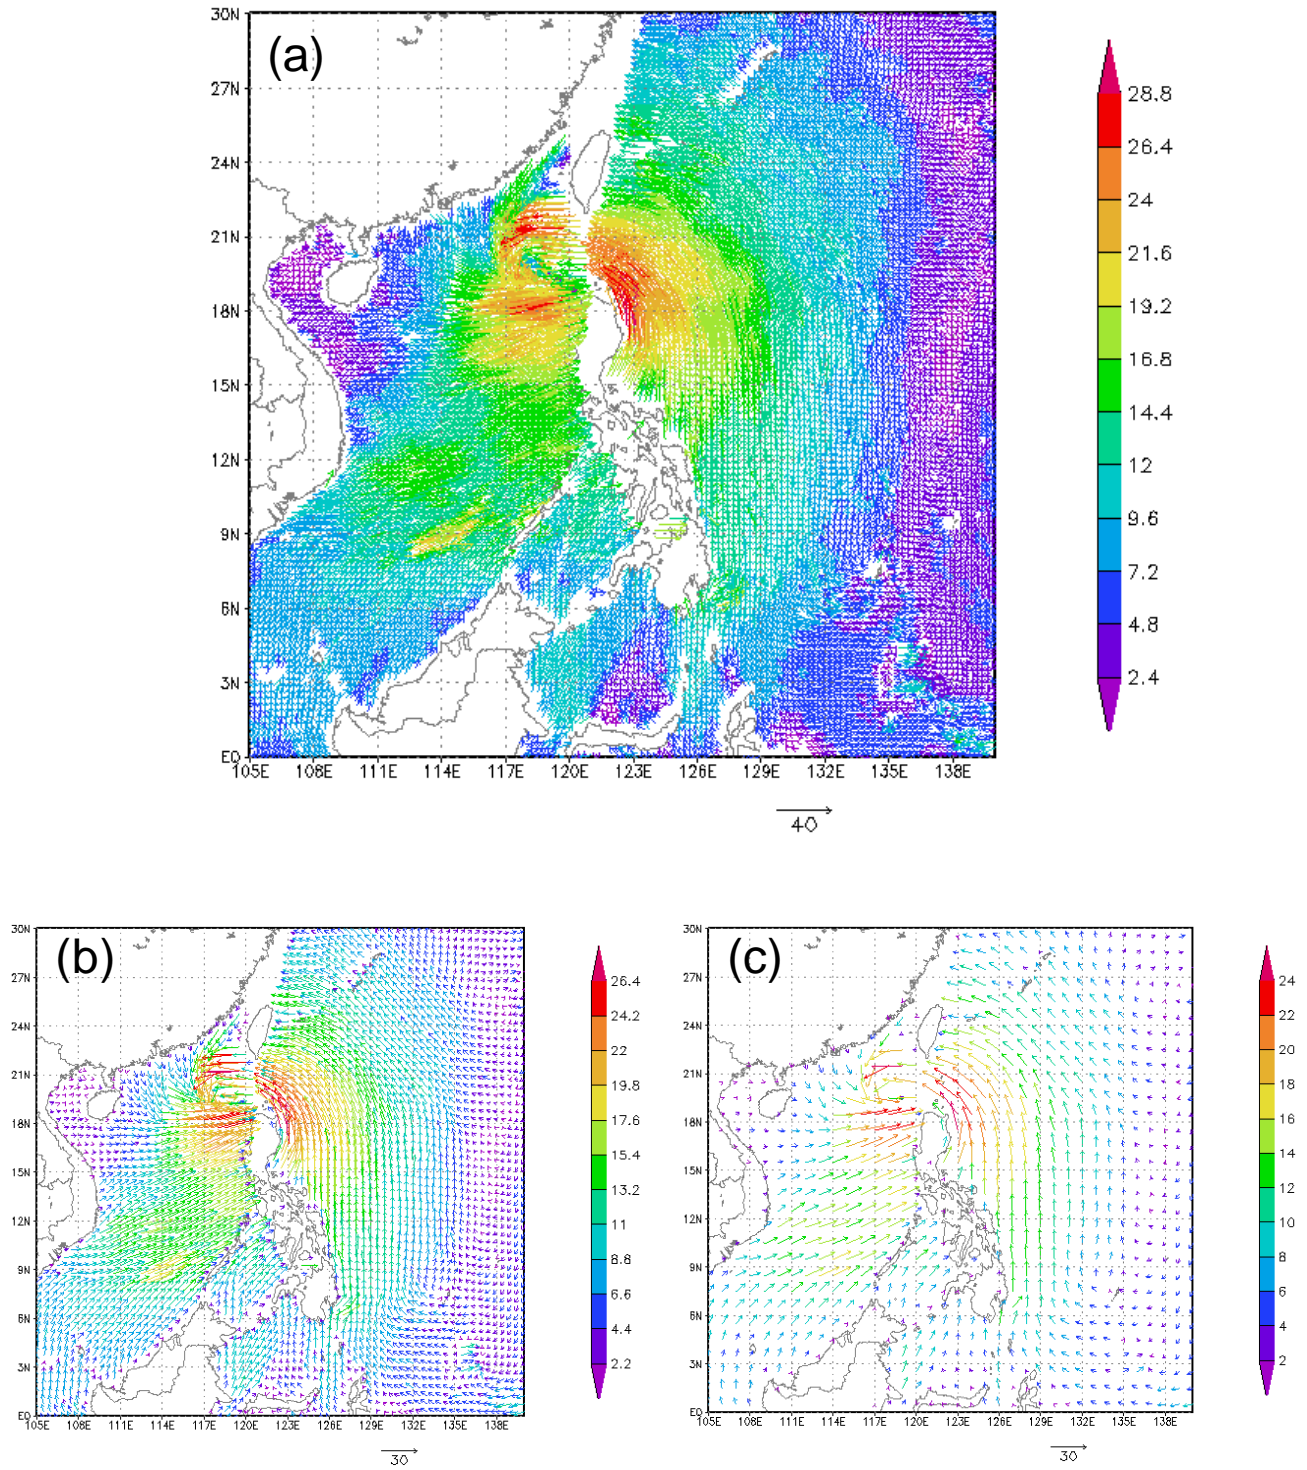 (a)
30N
27N
24N
21N
18N
15N
12N
9N
6N
3N
EQ
105E 108E 111E 114E 117E 120E 123E 126E 129E 132E 135E 138E
40
28.8
26.4
24
21.6
19.2
16.8
14.4
12
9.6
7.2
4.8
2.4
(b)
30N
27N
24N
21N
18N
15N
12N
9N
6N
3N
EQ
105E 108E 111E 114E 117E 120E 123E 126E 129E 132E 135E 138E
30
26.4
24.2
22
19.8
17.6
15.4
13.2
11
8.8
6.6
4.4
2.2
(c)
30N
27N
24N
21N
18N
15N
12N
9N
6N
3N
EQ
105E 108E 111E 114E 117E 120E 123E 126E 129E 132E 135E 138E
30
24
22
20
18
16
14
12
10
8
6
4
2